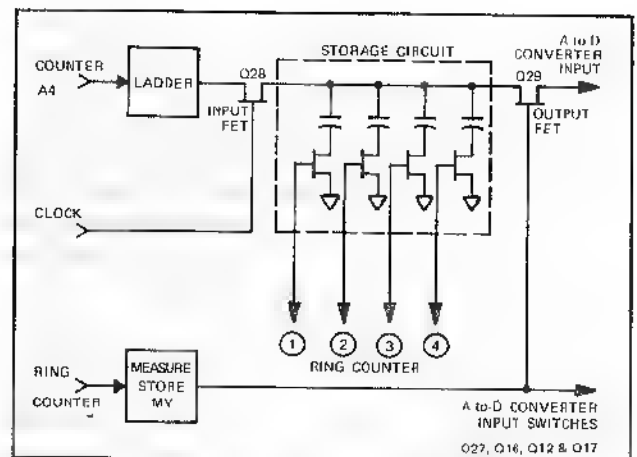 COUNTER
A4
LADDER
Q28
INPUT
FET
STORAGE CIRCUIT
A to D
CONVERTER
INPUT
Q29
OUTPUT
FET
CLOCK
1 2 3 4
RING COUNTER
RING
COUNTER
MEASURE
STORE
MV
A to D CONVERTER
INPUT SWITCHES
Q27, Q16, Q12 & Q17